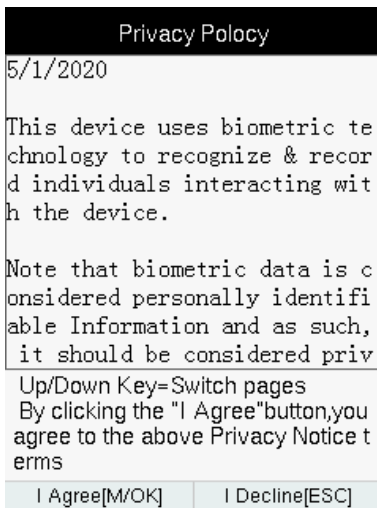 Privacy Polocy
5/1/2020
This device uses biometric te
chnology to recognize & recor
d individuals interacting wit
h the device.
Note that biometric data is c
onsidered personally identifi
able Information and as such,
it should be considered priv
Up/Down Key=Switch pages
By clicking the "I Agree"button,you
agree to the above Privacy Notice t
erms
I Agree[M/OK]
I Decline[ESC]